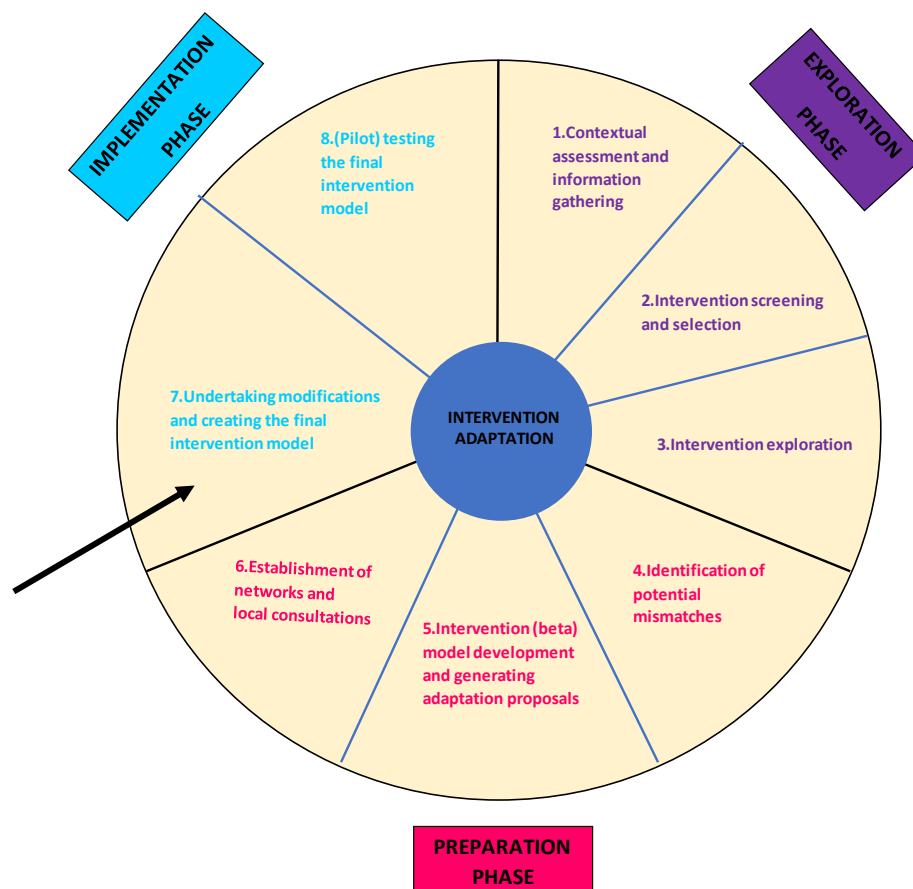 IMPLEMENTATION
PHASE
EXPLORATION
PHASE
8.(Pilot) testing
the final
intervention
model
1.Contextual
assessment and
information
gathering
2.Intervention screening
and selection
3.Intervention exploration
INTERVENTION
ADAPTATION
7.Undertaking modifications
and creating the final
intervention model
6.Establishment of
networks and
local consultations
5.Intervention (beta)
model development
and generating
adaptation proposals
4.Identification of
potential
mismatches
PREPARATION
PHASE